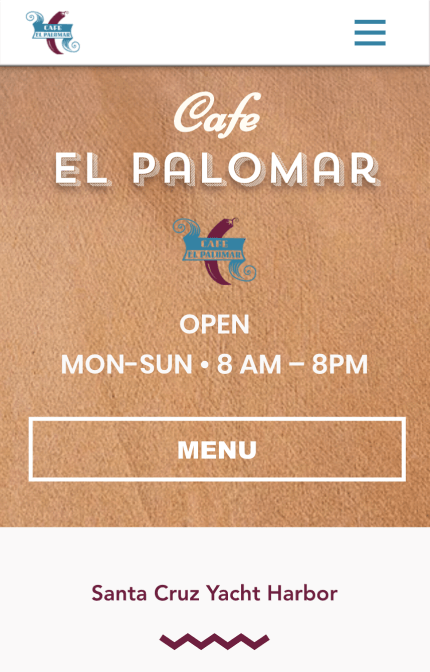 CAFE
EL PALOMAR
Cafe
EL PALOMAR
CAFE
EL PALOMAR
OPEN
MON-SUN • 8 AM – 8PM
MENU
Santa Cruz Yacht Harbor